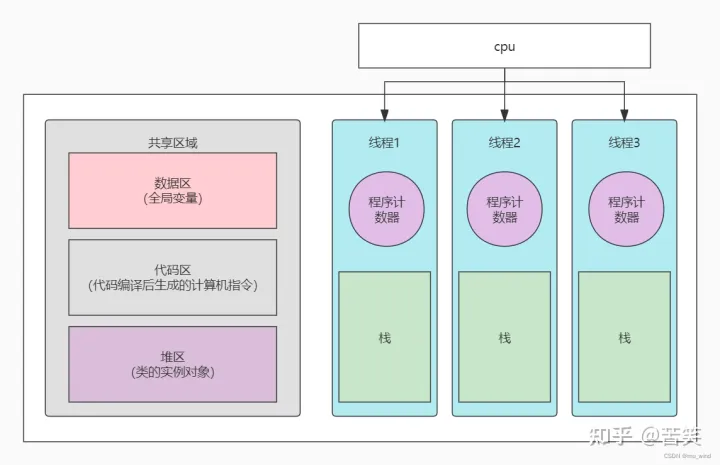 cpu
共享区域
数据区
(全局变量)
代码区
(代码编译后生成的计算机指令)
堆区
(类的实例对象)
线程1
程序计
数器
栈
线程2
程序计
数器
栈
线程3
程序计
数器
栈
知乎 @苦笑
CSDN @mu_wind